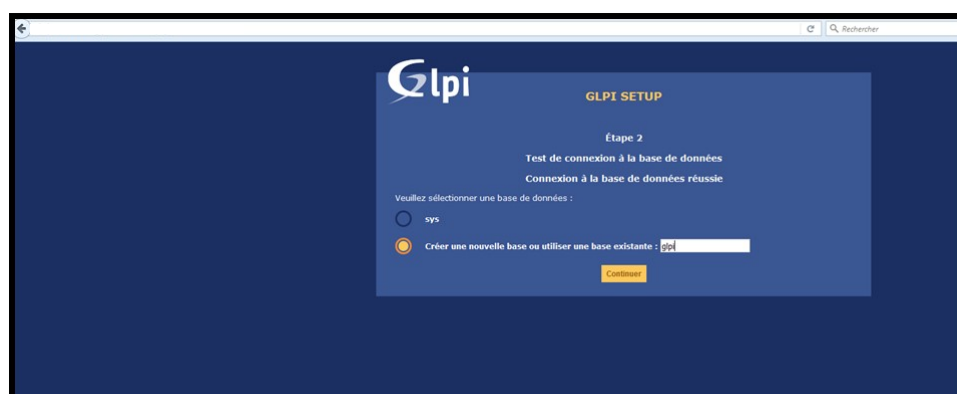 Rechercher
Glpi
GLPI SETUP
Étape 2
Test de connexion à la base de données
Connexion à la base de données réussie
Veuillez sélectionner une base de données :
sys
Créer une nouvelle base ou utiliser une base existante : glpi
Continuer